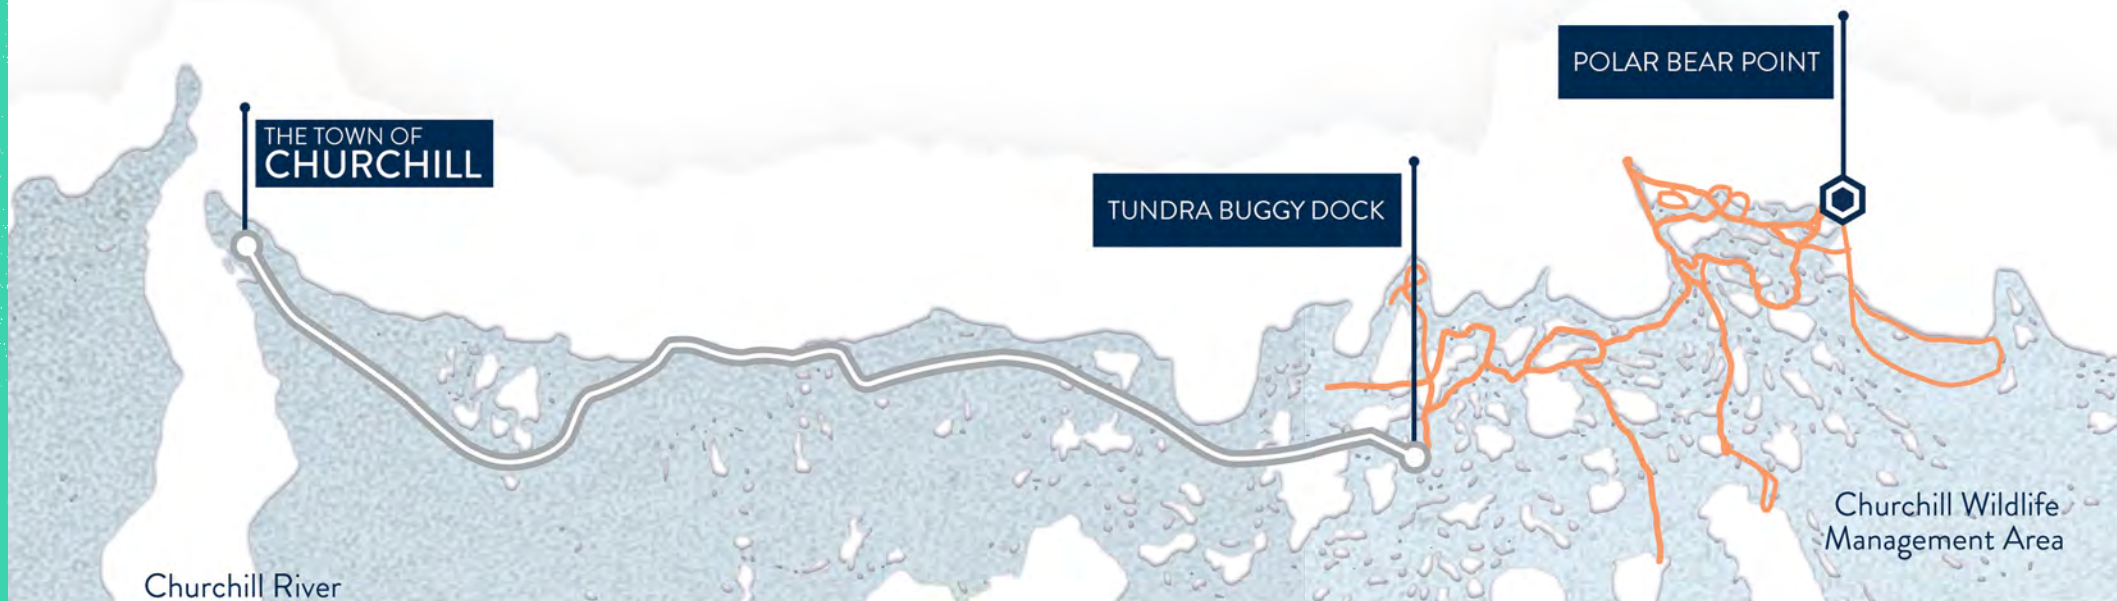 POLAR BEAR POINT
THE TOWN OF
CHURCHILL
TUNDRA BUGGY DOCK
Churchill Wildlife
Management Area
Churchill River